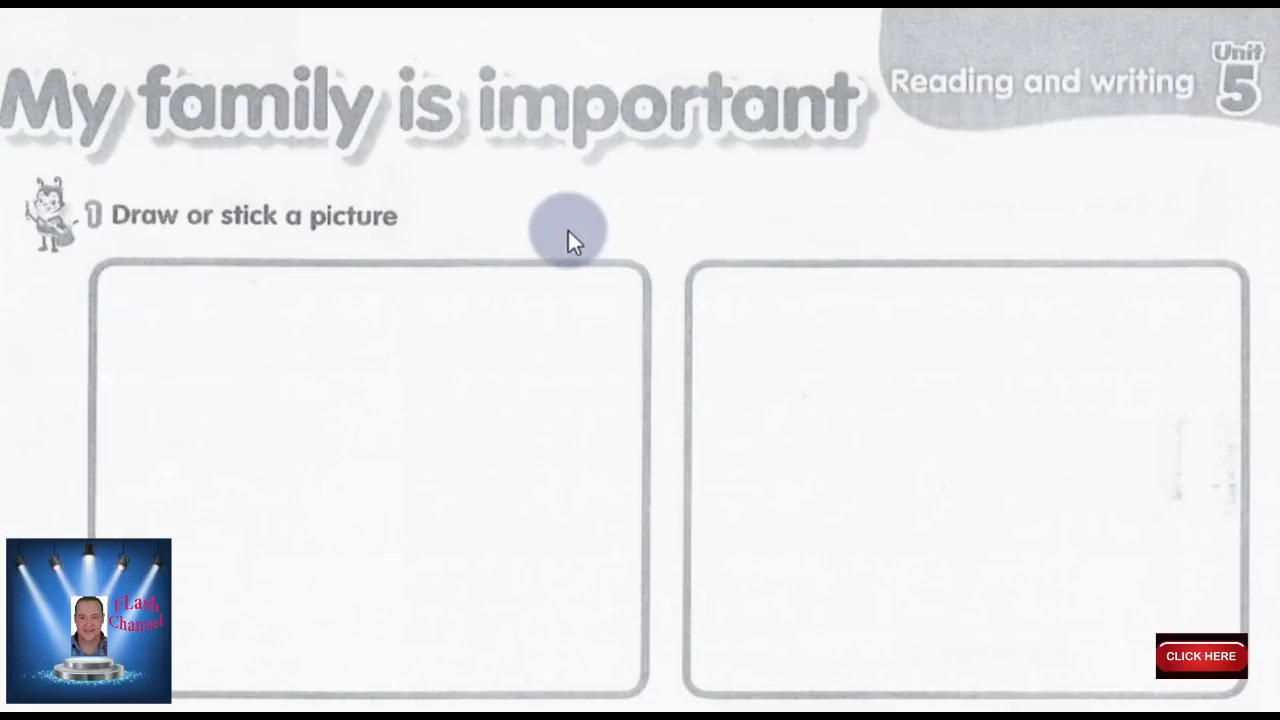 My family is important
Reading and writing
Unit
5
1 Draw or stick a picture
FLash
Channel
CLICK HERE